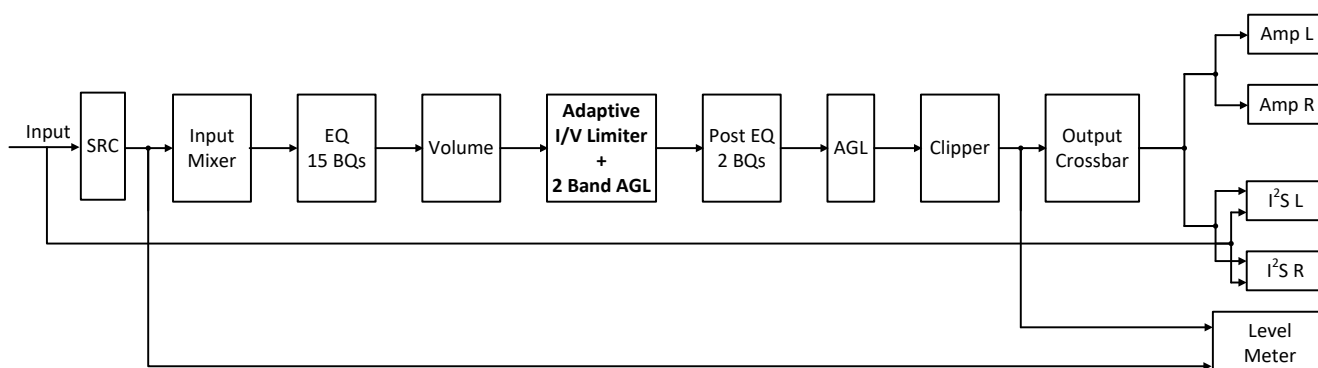 Input
SRC
Input
Mixer
EQ
15 BQs
Volume
Adaptive
I/V Limiter
+
2 Band AGL
Post EQ
2 BQs
AGL
Clipper
Output
Crossbar
Amp L
Amp R
I²S L
I²S R
Level
Meter